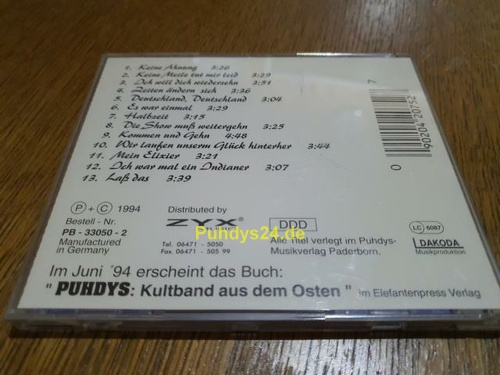 1. Keine Ahnung 3:26
2. Keine Meile tut mir leid 3:29
3. Ich will dich wiedersehn 3:51
4. Zeiten ändern sich 3:36
5. Deutschland, Deutschland 3:04
6. Es war einmal 3:29
7. Halbzeit 3:15
8. Die Show muß weitergehn 3:25
9. Kommen und Gehn 4:48
10. Wir laufen unserm Glück hinterher 3:44
11. Mein Elixier 3:21
12. Ich war mal ein Indianer 3:07
13. Laß das 3:39
P + C 1994
Bestell - Nr.
PB - 33050 - 2
Manufactured
in Germany
Distributed by
ZYX
Tel. 06471 - 5050
Fax. 06471 - 505 99
DDD
Alle Titel verlegt im Puhdys-
Musikverlag Paderborn.
LC 5087
DAKODA
Musikproduktion
Puhdys24.de
Im Juni '94 erscheint das Buch:
" PUHDYS: Kultband aus dem Osten " im Elefantenpress Verlag